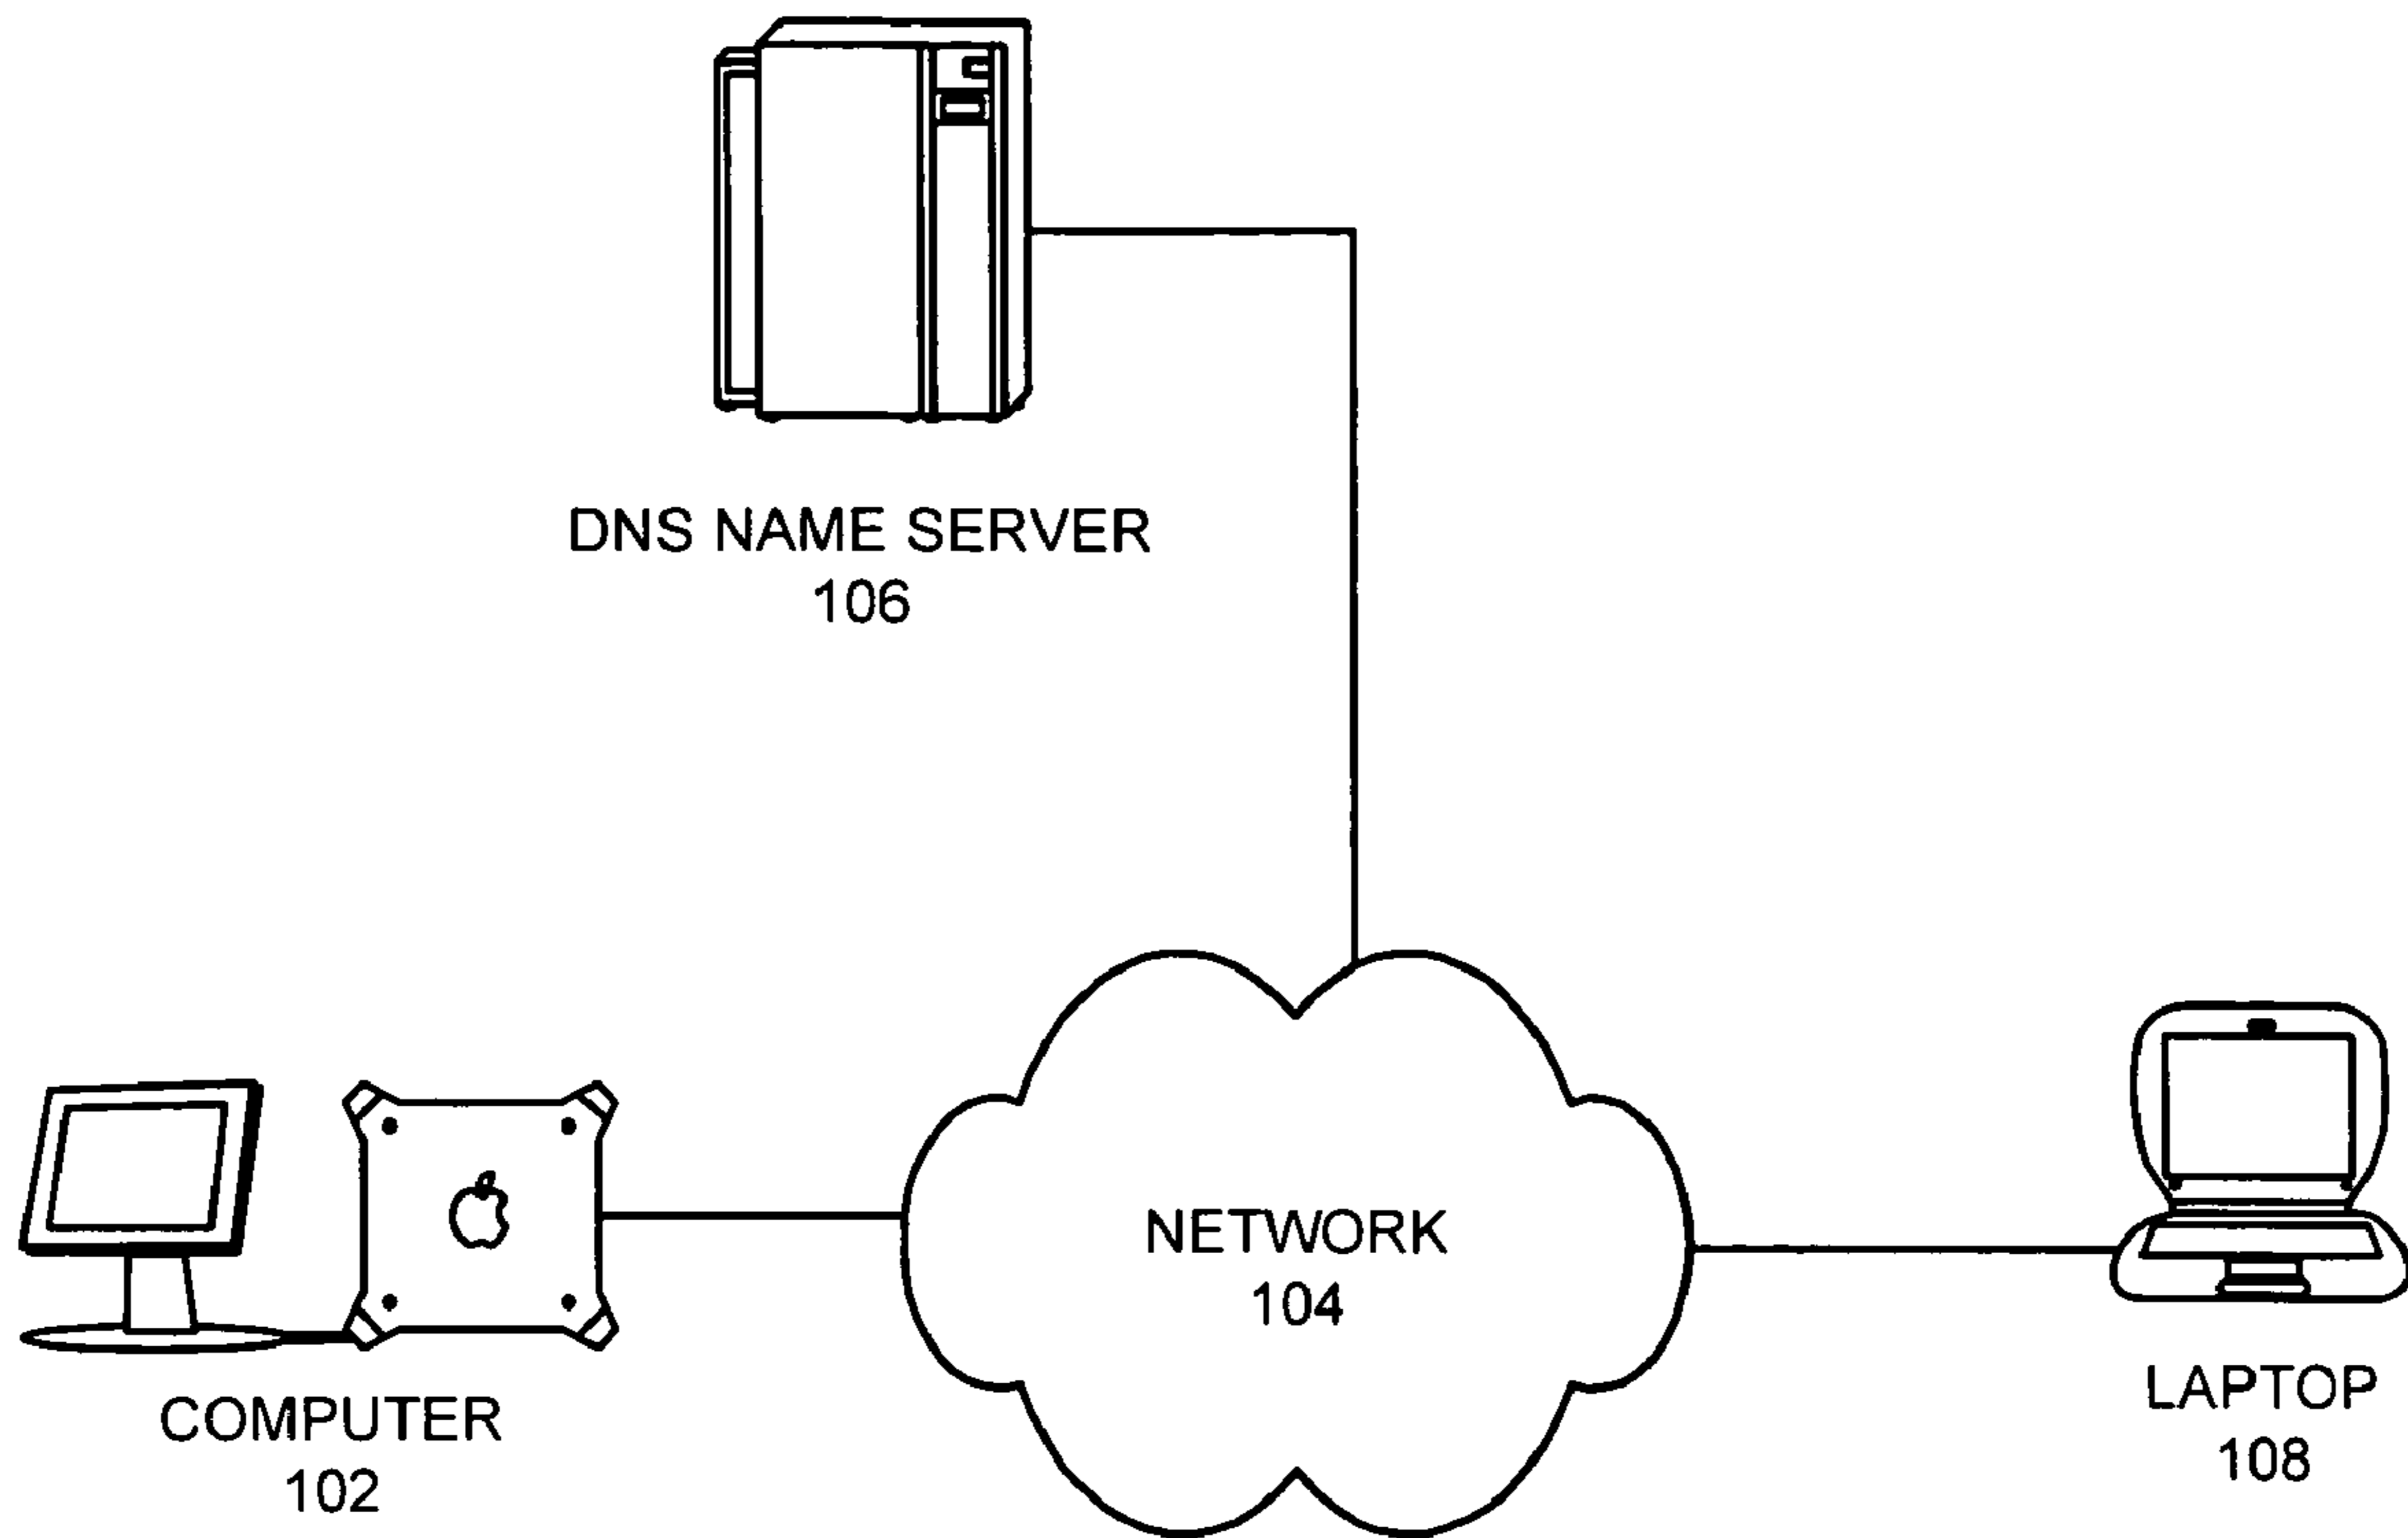 DNS NAME SERVER
106
NETWORK
104
COMPUTER
102
LAPTOP
108